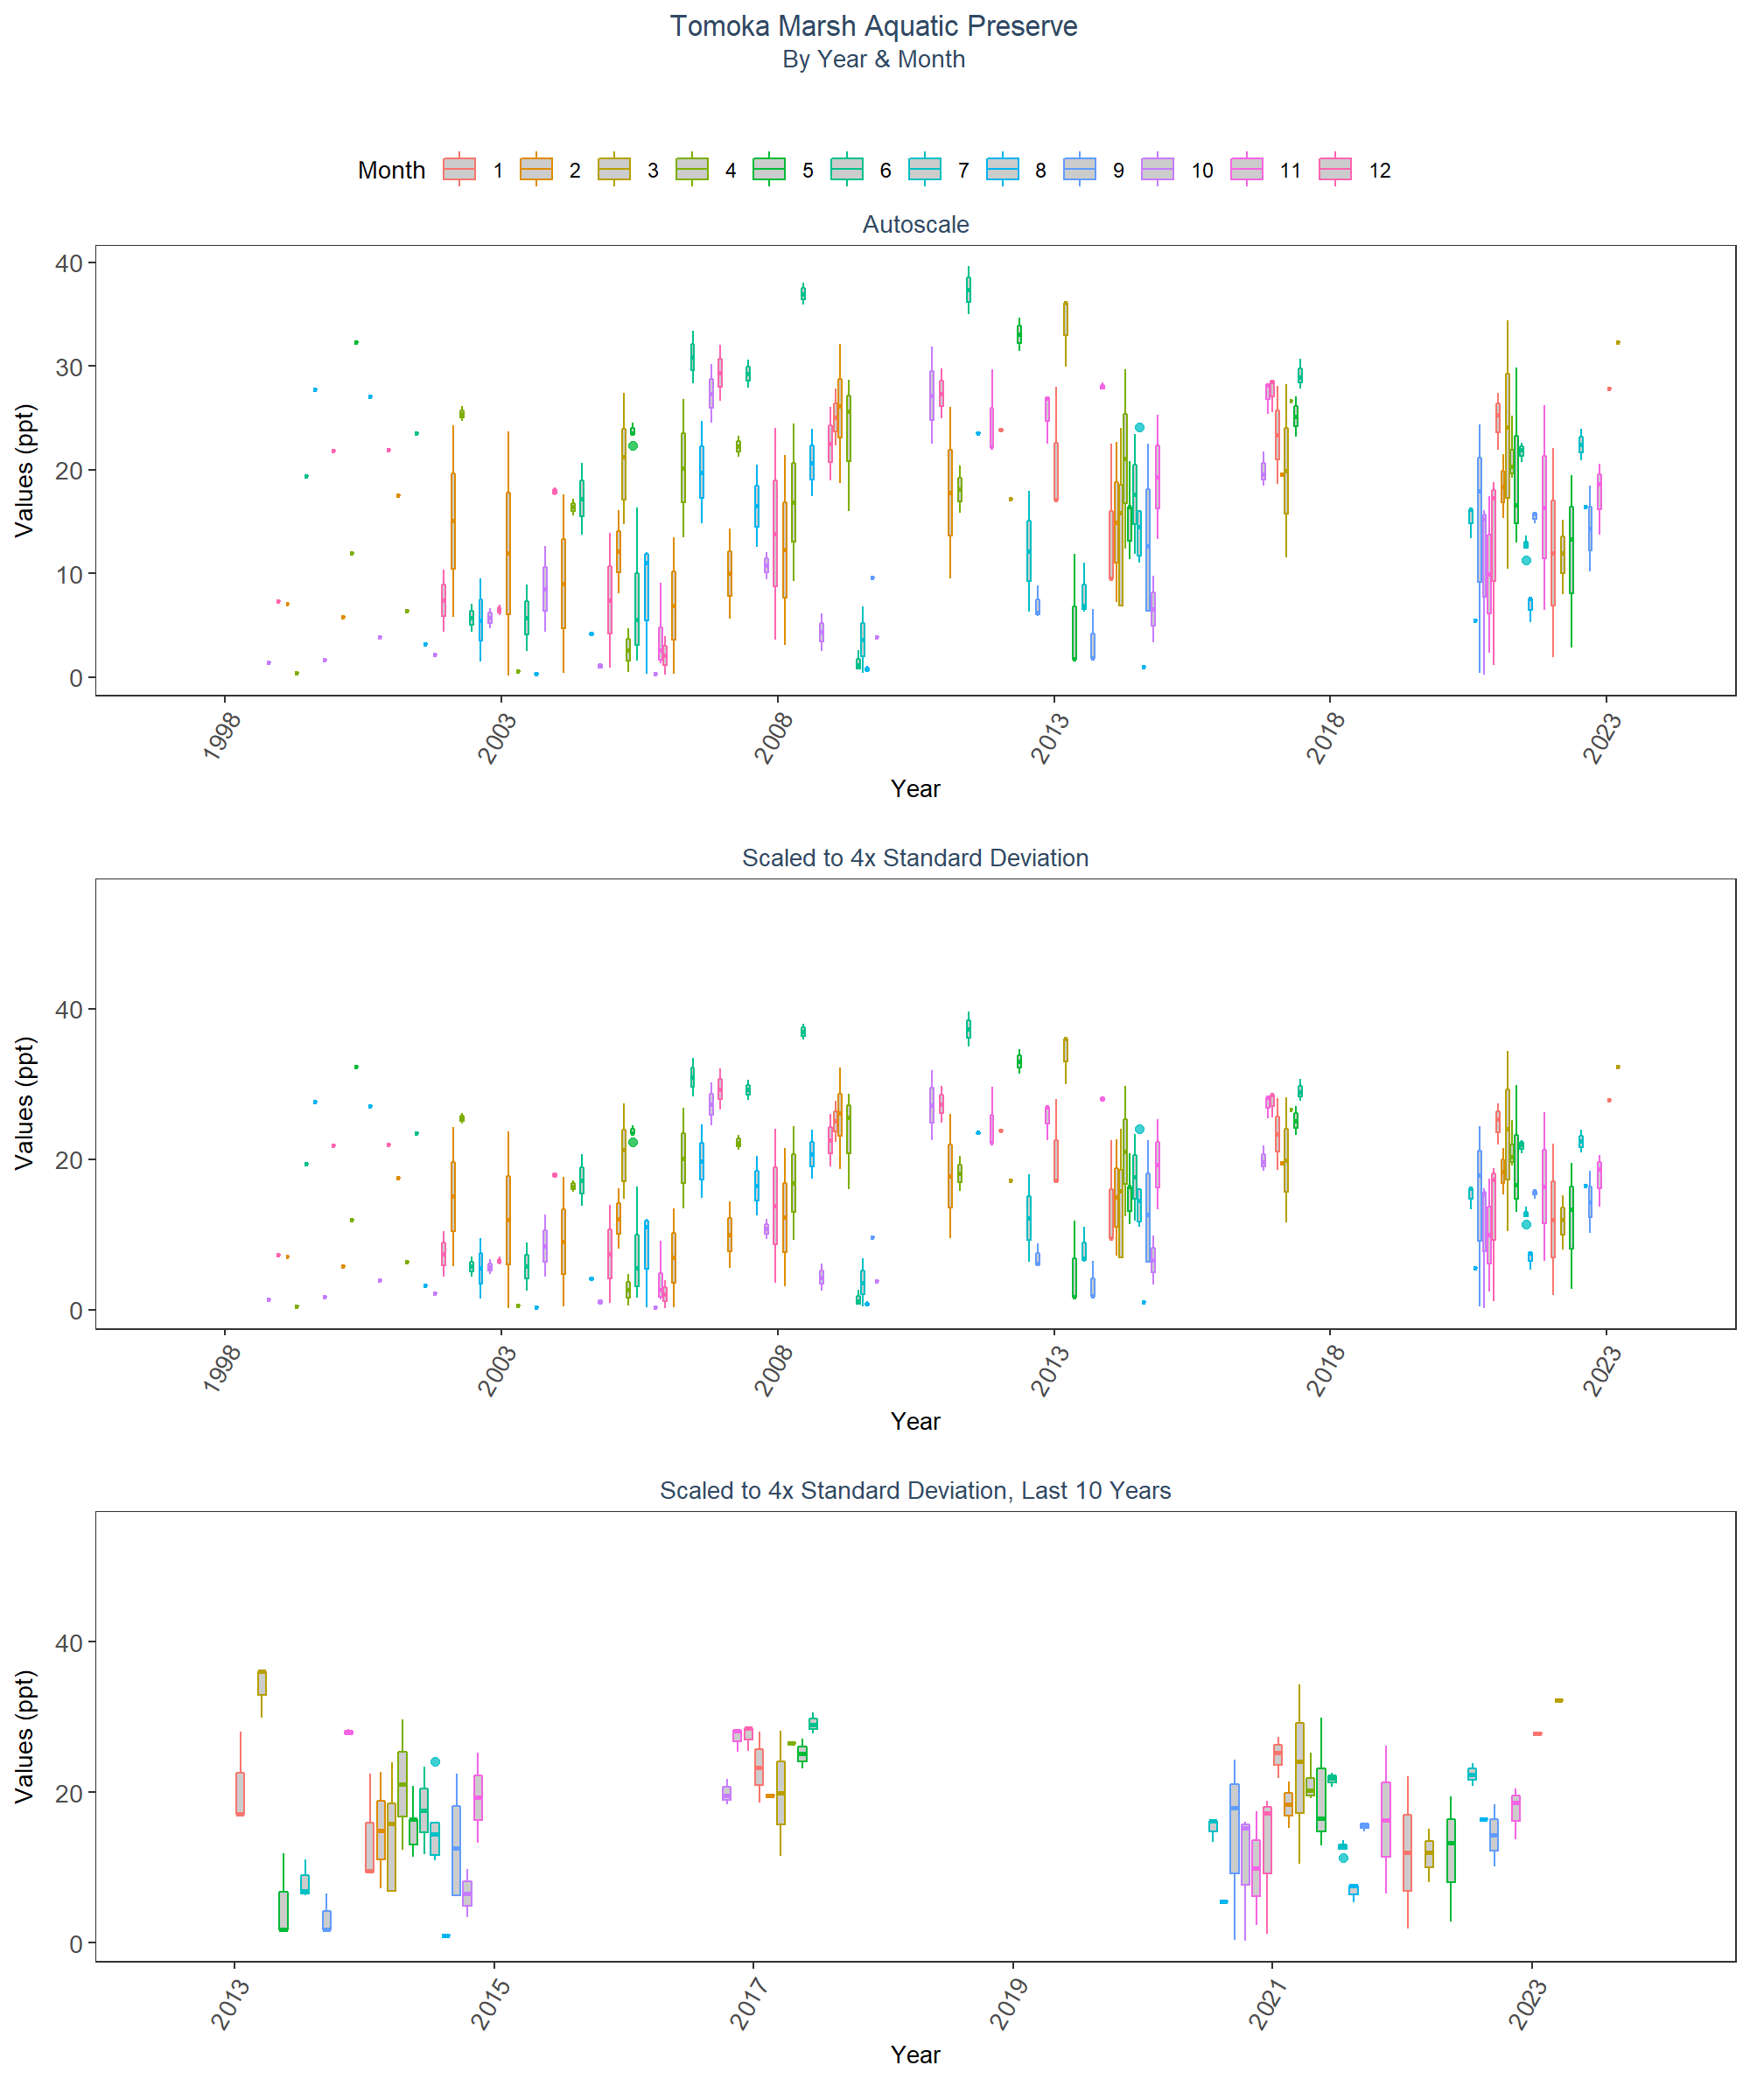 Tomoka Marsh Aquatic Preserve
By Year & Month
Month 1 2 3 4 5 6 7 8 9 10 11 12
Autoscale
Values (ppt)
40
30
20
10
0
1998 2003 2008 2013 2018 2023
Year
Scaled to 4x Standard Deviation
Values (ppt)
40
20
0
1998 2003 2008 2013 2018 2023
Year
Scaled to 4x Standard Deviation, Last 10 Years
Values (ppt)
40
20
0
2013 2015 2017 2019 2021 2023
Year